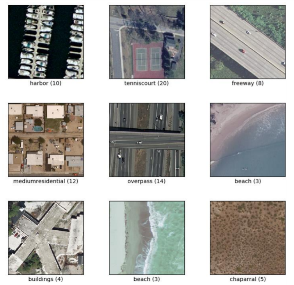 harbor (10)
tenniscourt (20)
freeway (8)
mediumresidential (12)
overpass (14)
beach (3)
buildings (4)
beach (3)
chaparral (5)